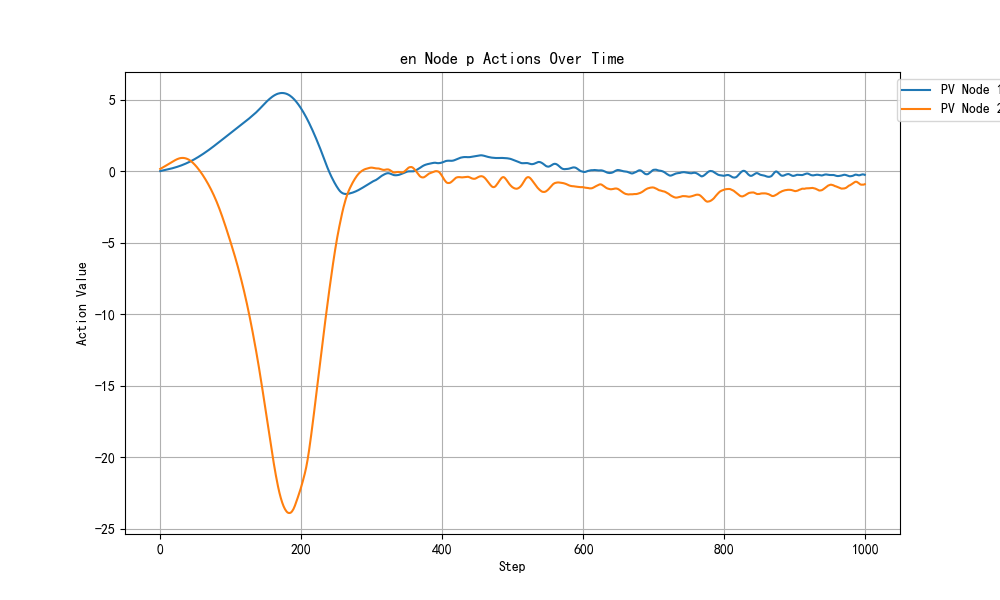 en Node p Actions Over Time
PV Node 1
PV Node 2
Action Value
5
0
−5
−10
−15
−20
−25
0 200 400 600 800 1000
Step